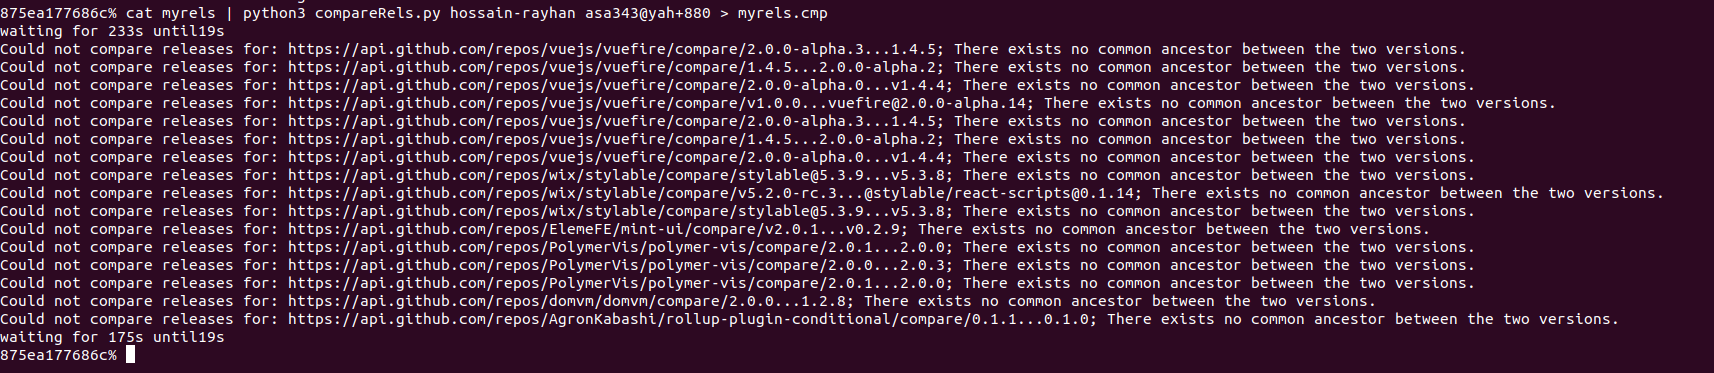 875ea177686c% cat myrels | python3 compareRels.py hossain-rayhan asa343@yah+880 > myrels.cmp
waiting for 233s until19s
Could not compare releases for: https://api.github.com/repos/vuejs/vuefire/compare/2.0.0-alpha.3...1.4.5; There exists no common ancestor between the two versions.
Could not compare releases for: https://api.github.com/repos/vuejs/vuefire/compare/1.4.5...2.0.0-alpha.2; There exists no common ancestor between the two versions.
Could not compare releases for: https://api.github.com/repos/vuejs/vuefire/compare/2.0.0-alpha.0...v1.4.4; There exists no common ancestor between the two versions.
Could not compare releases for: https://api.github.com/repos/vuejs/vuefire/compare/v1.0.0...vuefire@2.0.0-alpha.14; There exists no common ancestor between the two versions.
Could not compare releases for: https://api.github.com/repos/vuejs/vuefire/compare/2.0.0-alpha.3...1.4.5; There exists no common ancestor between the two versions.
Could not compare releases for: https://api.github.com/repos/vuejs/vuefire/compare/1.4.5...2.0.0-alpha.2; There exists no common ancestor between the two versions.
Could not compare releases for: https://api.github.com/repos/vuejs/vuefire/compare/2.0.0-alpha.0...v1.4.4; There exists no common ancestor between the two versions.
Could not compare releases for: https://api.github.com/repos/wix/stylable/compare/stylable@5.3.9...v5.3.8; There exists no common ancestor between the two versions.
Could not compare releases for: https://api.github.com/repos/wix/stylable/compare/v5.2.0-rc.3...@stylable/react-scripts@0.1.14; There exists no common ancestor between the two versions.
Could not compare releases for: https://api.github.com/repos/wix/stylable/compare/stylable@5.3.9...v5.3.8; There exists no common ancestor between the two versions.
Could not compare releases for: https://api.github.com/repos/ElemeFE/mint-ui/compare/v2.0.1...v0.2.9; There exists no common ancestor between the two versions.
Could not compare releases for: https://api.github.com/repos/PolymerVis/polymer-vis/compare/2.0.1...2.0.0; There exists no common ancestor between the two versions.
Could not compare releases for: https://api.github.com/repos/PolymerVis/polymer-vis/compare/2.0.0...2.0.3; There exists no common ancestor between the two versions.
Could not compare releases for: https://api.github.com/repos/PolymerVis/polymer-vis/compare/2.0.1...2.0.0; There exists no common ancestor between the two versions.
Could not compare releases for: https://api.github.com/repos/domvm/domvm/compare/2.0.0...1.2.8; There exists no common ancestor between the two versions.
Could not compare releases for: https://api.github.com/repos/AgronKabashi/rollup-plugin-conditional/compare/0.1.1...0.1.0; There exists no common ancestor between the two versions.
waiting for 175s until19s
875ea177686c%